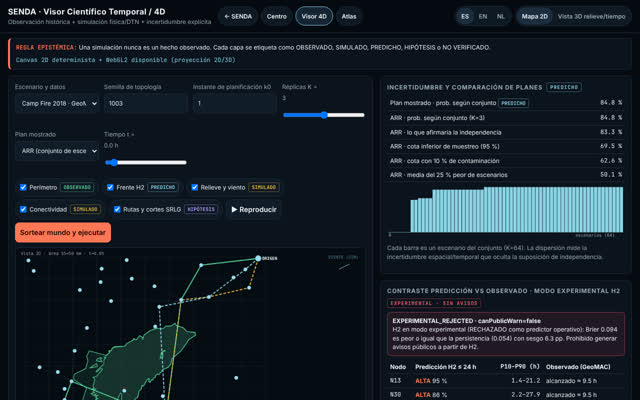 SENDA · Visor Científico Temporal / 4D
Observación histórica + simulación física/DTN + incertidumbre explícita
← SENDA
Centro
Visor 4D
Atlas
ES
EN
NL
Mapa 2D
Vista 3D relieve/tiempo
REGLA EPISTÉMICA: Una simulación nunca es un hecho observado. Cada capa se etiqueta como OBSERVADO, SIMULADO, PREDICHO, HIPÓTESIS o NO VERIFICADO.
Canvas 2D determinista + WebGL2 disponible (proyección 2D/3D)
Escenario y datos
Semilla de topología
Instante de planificación k0
Réplicas K =
3
Camp Fire 2018 · GeoM
1003
1
Plan mostrado
Tiempo t =
0.0 h
ARR (conjunto de esce
Perímetro OBSERVADO
Frente H2 PREDICHO
Relieve y viento SIMULADO
Conectividad SIMULADO
Rutas y cortes SRLG HIPÓTESIS
▶ Reproducir
Sortear mundo y ejecutar
ORIGEN
INCERTIDUMBRE Y COMPARACIÓN DE PLANES PREDICHO
Plan mostrado · prob. según conjunto PREDICHO 84.8 %
ARR · prob. según conjunto (K=3) 84.8 %
ARR · lo que afirmaría la independencia 83.3 %
ARR · cota inferior de muestreo (95 %) 69.5 %
ARR · cota con 10 % de contaminación 62.6 %
ARR · media del 25 % peor de escenarios 50.1 %
0
escenarios (64)
Cada barra es un escenario del conjunto (K=64). La dispersión mide la
incertidumbre espacial/temporal que oculta la suposición de independencia.
CONTRASTE PREDICCIÓN VS OBSERVADO · MODO EXPERIMENTAL H2
EXPERIMENTAL · SIN AVISOS
EXPERIMENTAL_REJECTED · canPublicWarn=false
H2 en modo experimental (RECHAZADO como predictor operativo): Brier 0.094
es peor o igual que la persistencia (0.054) con sesgo 6.3 pp. Prohibido generar
avisos públicos a partir de H2.
Nodo
Predicción H2 ≤ 24 h
P10–P90 (h)
Observado (GeoMAC)
N13 ALTA 95 % 1.4–21.2 alcanzado ≈ 9.5 h
N30 ALTA 86 % 2.2–27.9 alcanzado ≈ 9.5 h